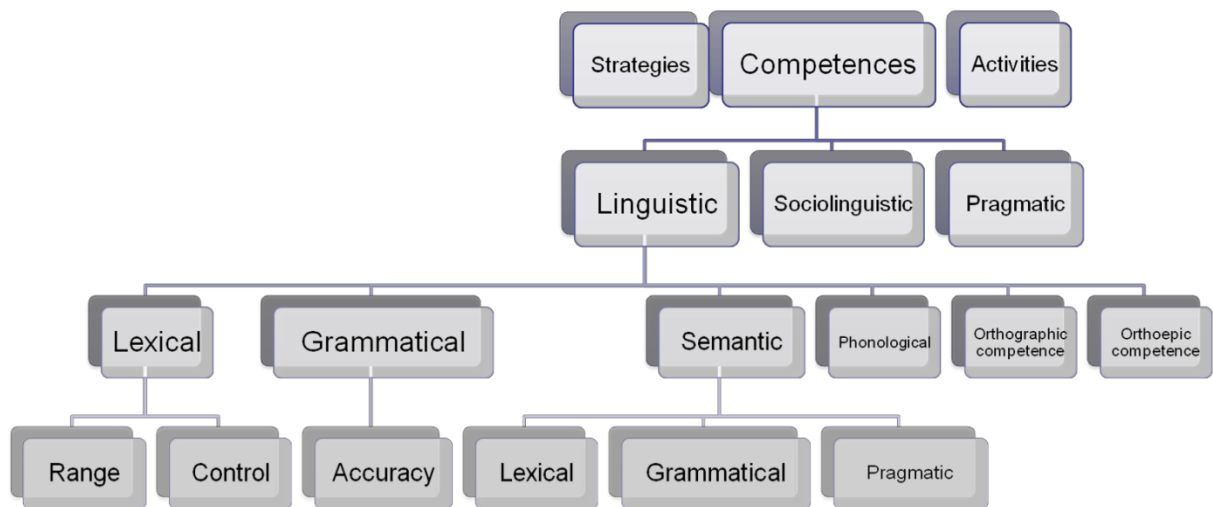 Strategies
Competences
Activities
Linguistic
Sociolinguistic
Pragmatic
Lexical
Grammatical
Semantic
Phonological
Orthographic
competence
Orthoepic
competence
Range
Control
Accuracy
Lexical
Grammatical
Pragmatic